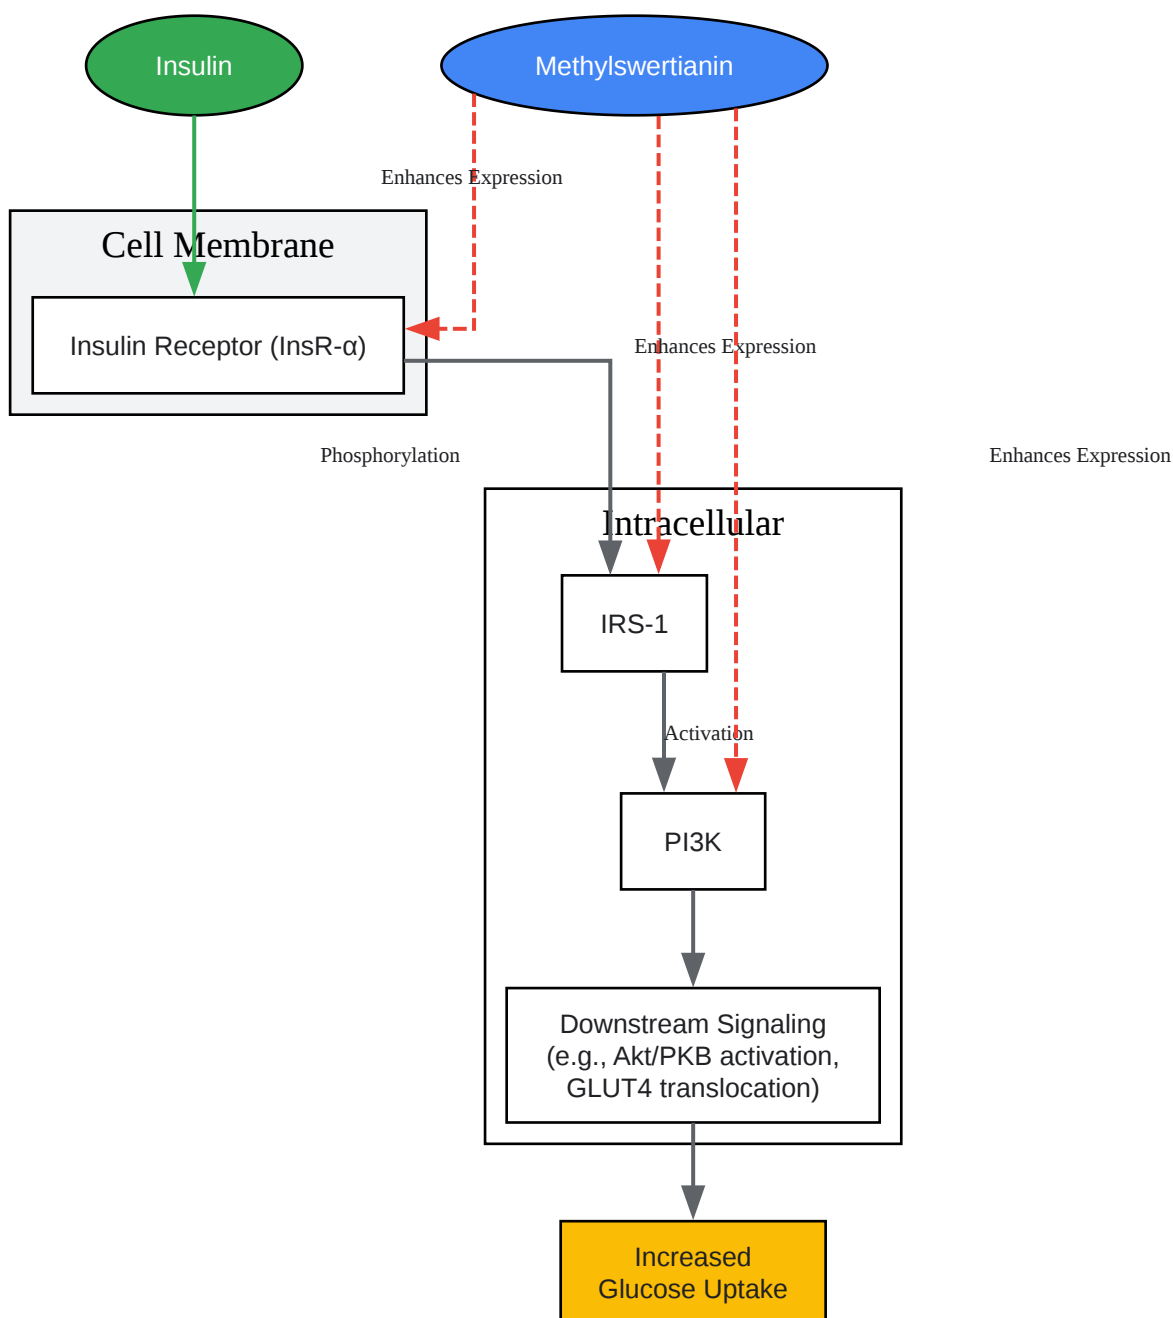 Insulin
Methylswertianin
Enhances Expression
Cell Membrane
Insulin Receptor (InsR-α)
Enhances Expression
Phosphorylation
Enhances Expression
Intracellular
IRS-1
Activation
PI3K
Downstream Signaling
(e.g., Akt/PKB activation,
GLUT4 translocation)
Increased
Glucose Uptake